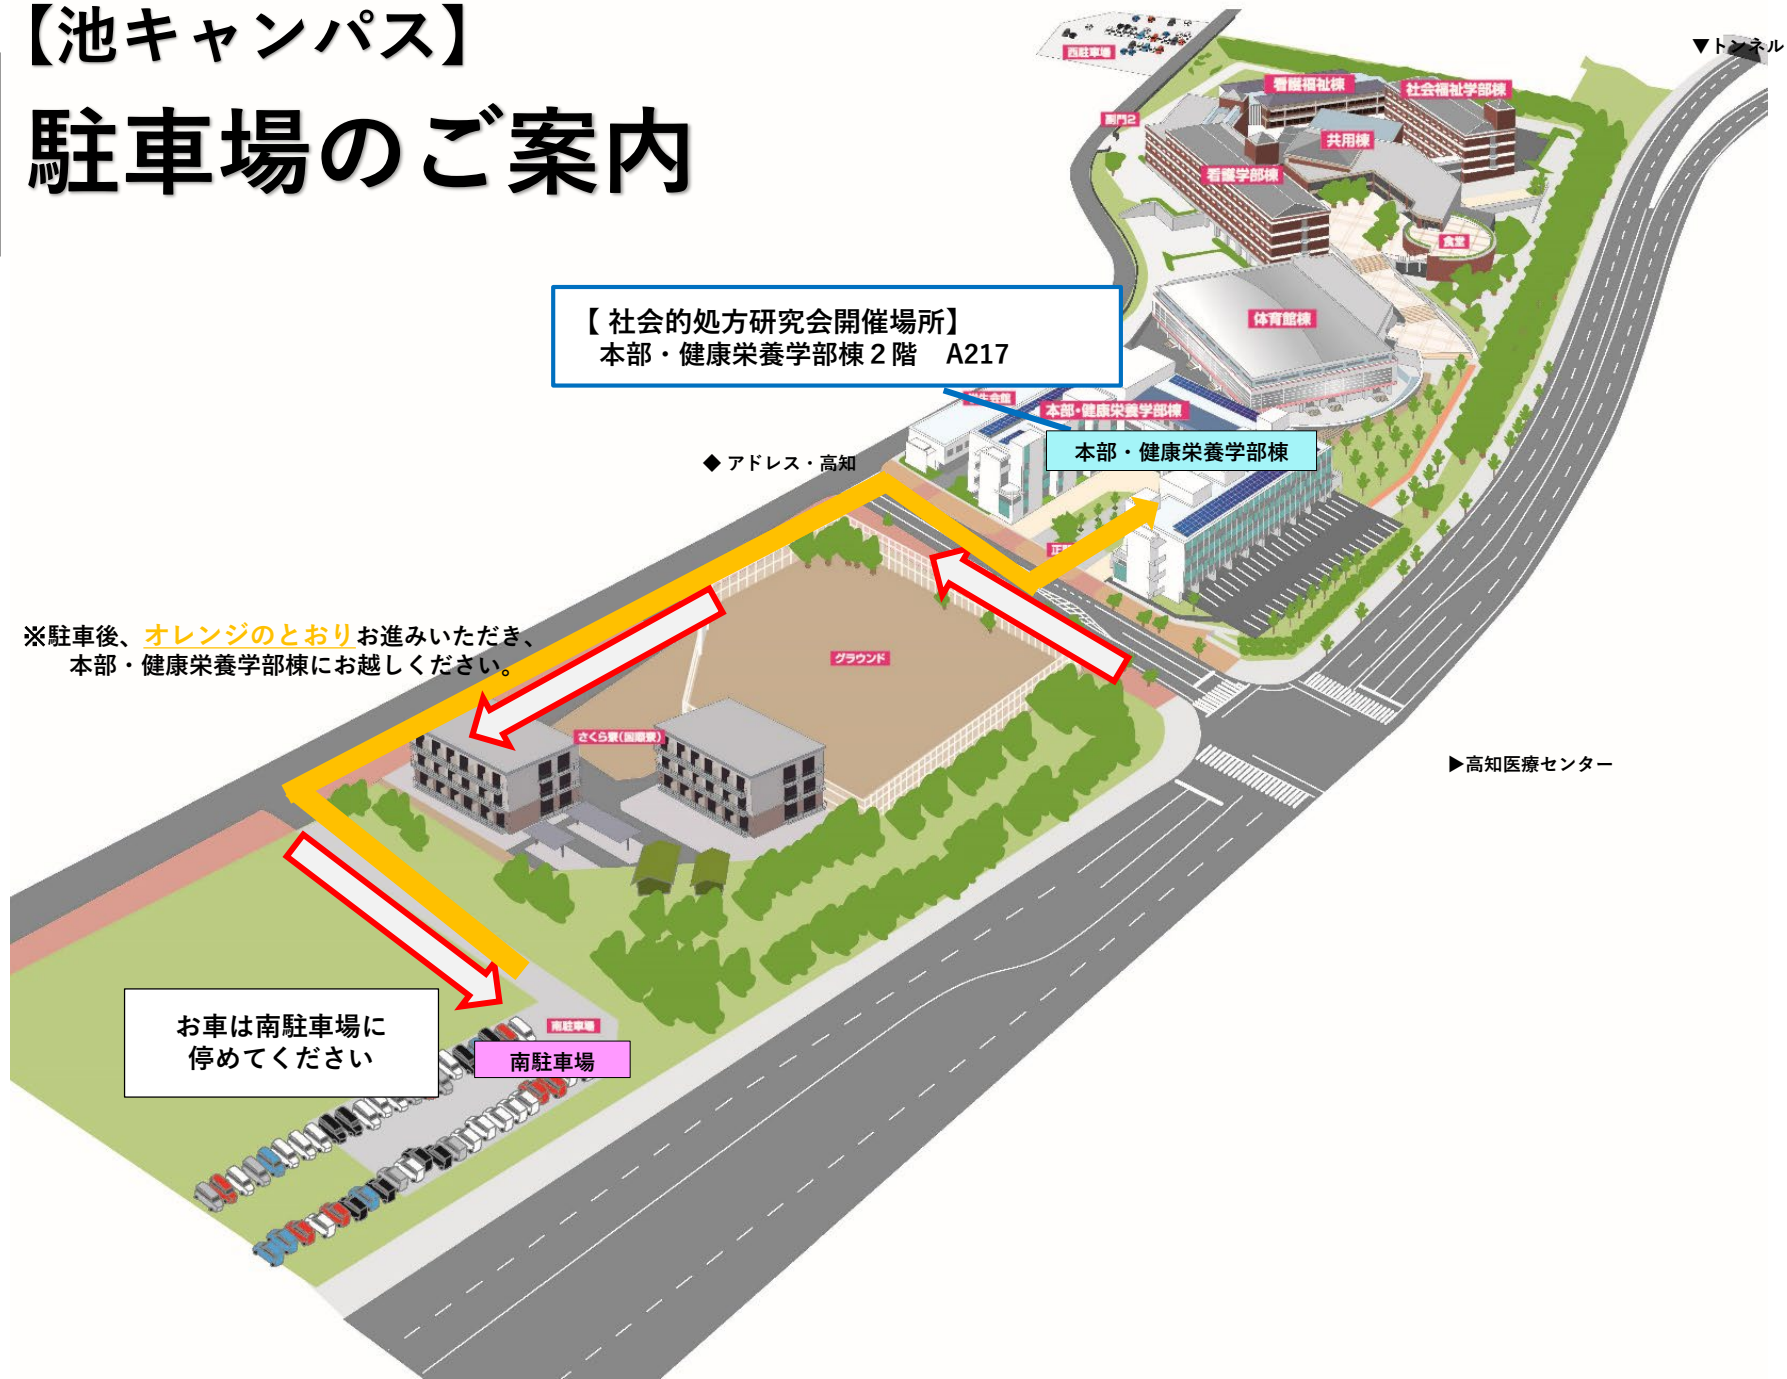 【池キャンパス】
駐車場のご案内
▼トンネル
西駐車場
看護福祉棟
社会福祉学部棟
副門2
共用棟
看護学部棟
食堂
体育館棟
【 社会的処方研究会開催場所】
本部・健康栄養学部棟２階　A217
生会館
本部・健康栄養学部棟
本部・健康栄養学部棟
◆ アドレス・高知
正
※駐車後、オレンジのとおりお進みいただき、
本部・健康栄養学部棟にお越しください。
グラウンド
さくら寮(国際寮)
▶高知医療センター
お車は南駐車場に
停めてください
南駐車場
南駐車場